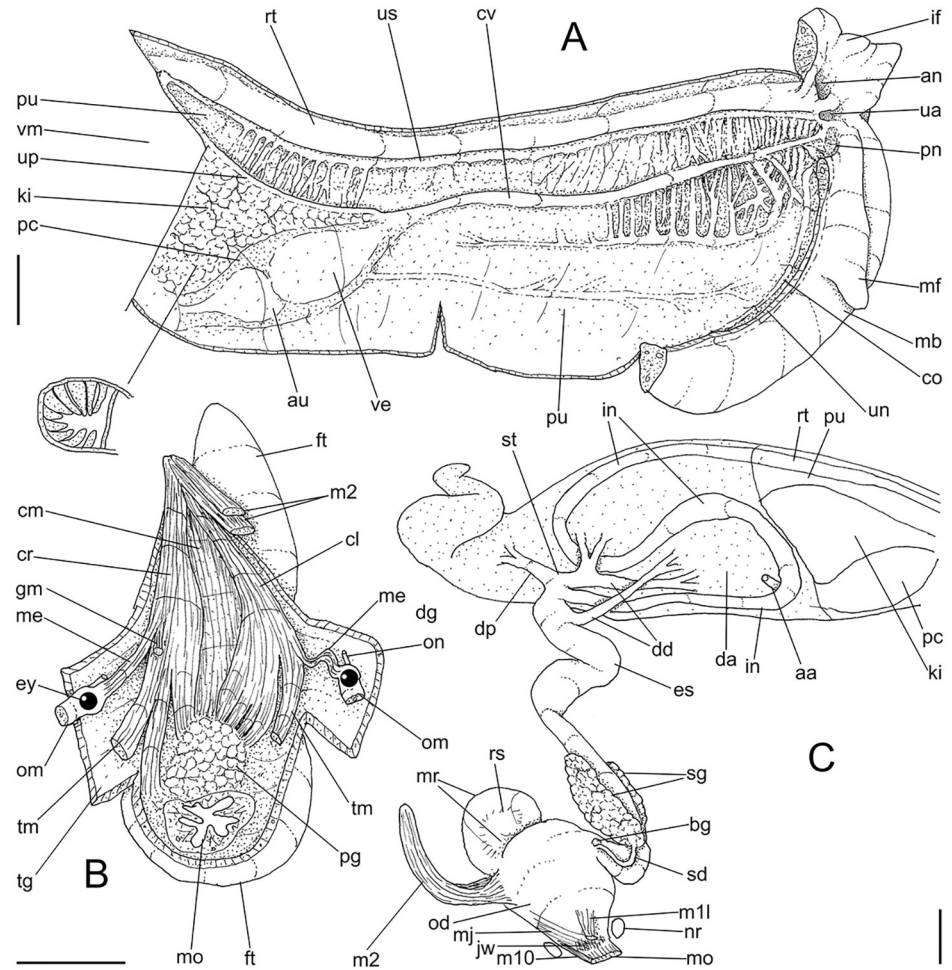 A
rt
us
cv
if
an
ua
pn
mf
mb
co
un
pu
ve
au
pu
vm
up
ki
pc
B
ft
m2
cl
me
dg
on
om
tm
pg
ft
mo
tg
tm
om
ey
me
gm
cr
cm
C
st
in
rt
pu
pc
ki
aa
in
da
dd
es
dp
sg
bg
sd
m1l
nr
mo
m10
jw
mj
od
m2
mr
rs